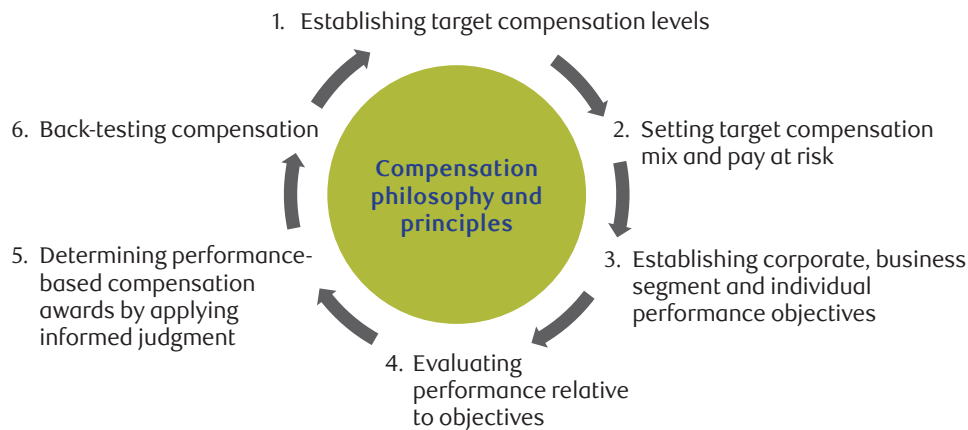 1. Establishing target compensation levels
2. Setting target compensation
mix and pay at risk
3. Establishing corporate, business
segment and individual
performance objectives
4. Evaluating
performance relative
to objectives
5. Determining performance-
based compensation
awards by applying
informed judgment
6. Back-testing compensation
Compensation
philosophy and
principles